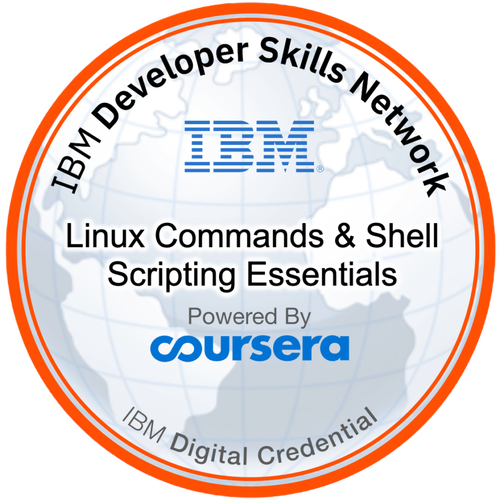 IBM Developer Skills Network
IBM®
Linux Commands & Shell
Scripting Essentials
Powered By
coursera
IBM Digital Credential